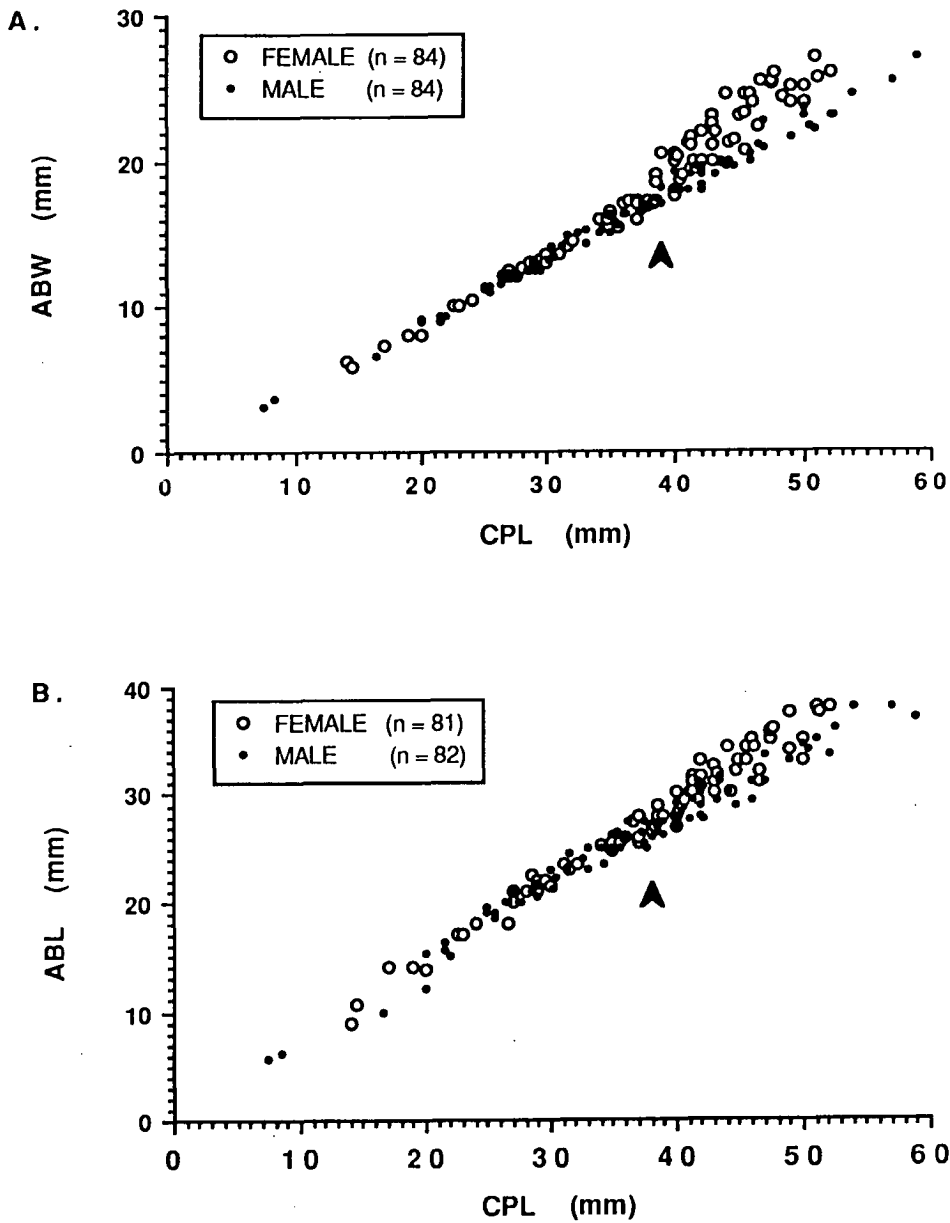 A.
30
20
10
0
ABW (mm)
FEMALE (n = 84)
MALE (n = 84)
0 10 20 30 40 50 60
CPL (mm)
B.
40
30
20
10
0
ABL (mm)
FEMALE (n = 81)
MALE (n = 82)
0 10 20 30 40 50 60
CPL (mm)